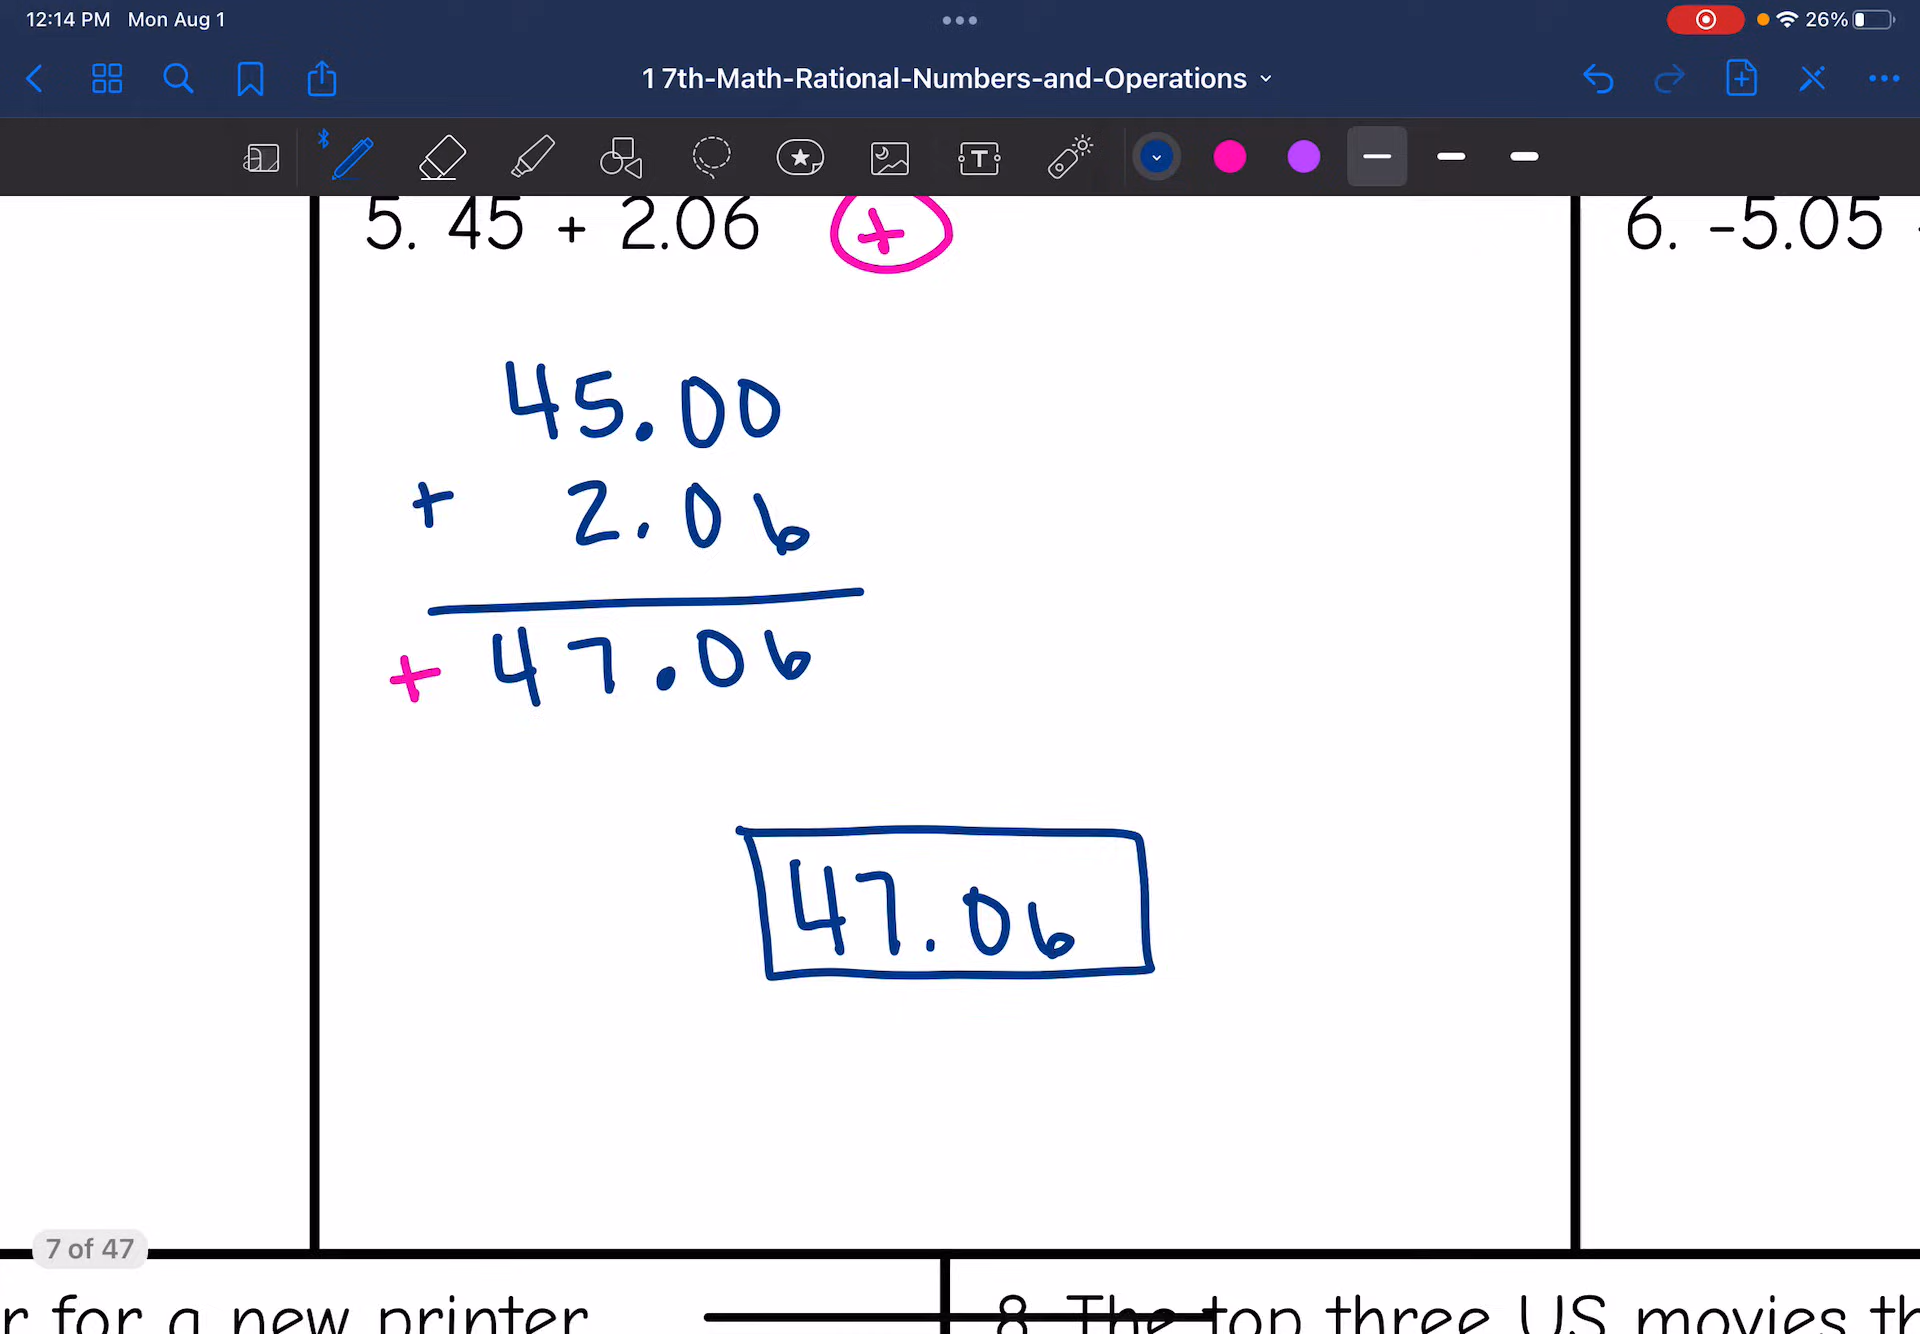 12:14 PM Mon Aug 1
26%
1 7th-Math-Rational-Numbers-and-Operations
T
5. 45 + 2.06 +
6. -5.05
45.00
+ 2.06
+ 47.06
47.06
7 of 47
r for a new printer
8. The top three US movies th